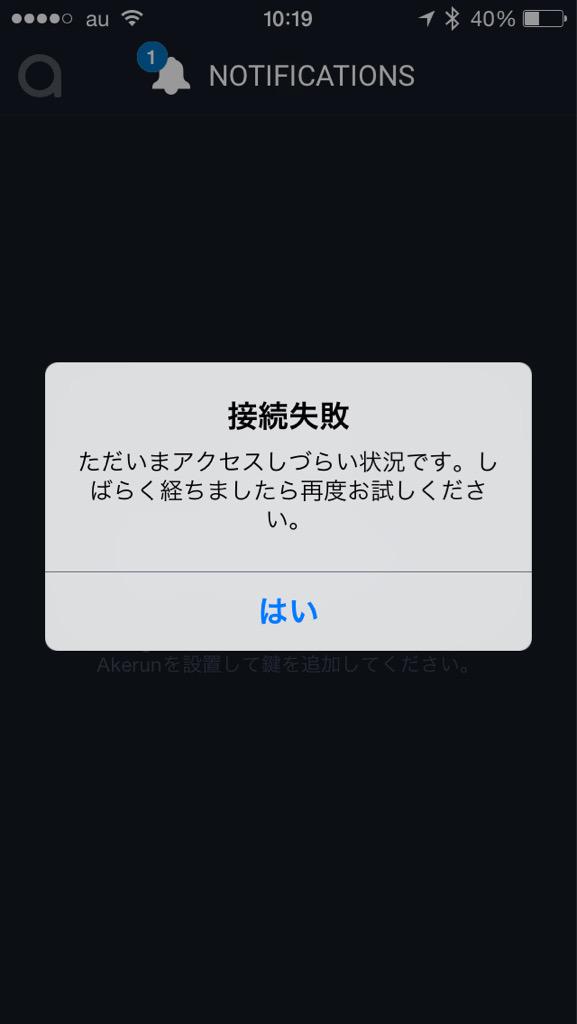 au 10:19 40%
1 NOTIFICATIONS
接続失敗
ただいまアクセスしづらい状況です。し
ばらく経ちましたら再度お試しくださ
い。
はい
Akerunを設置して鍵を追加してください。